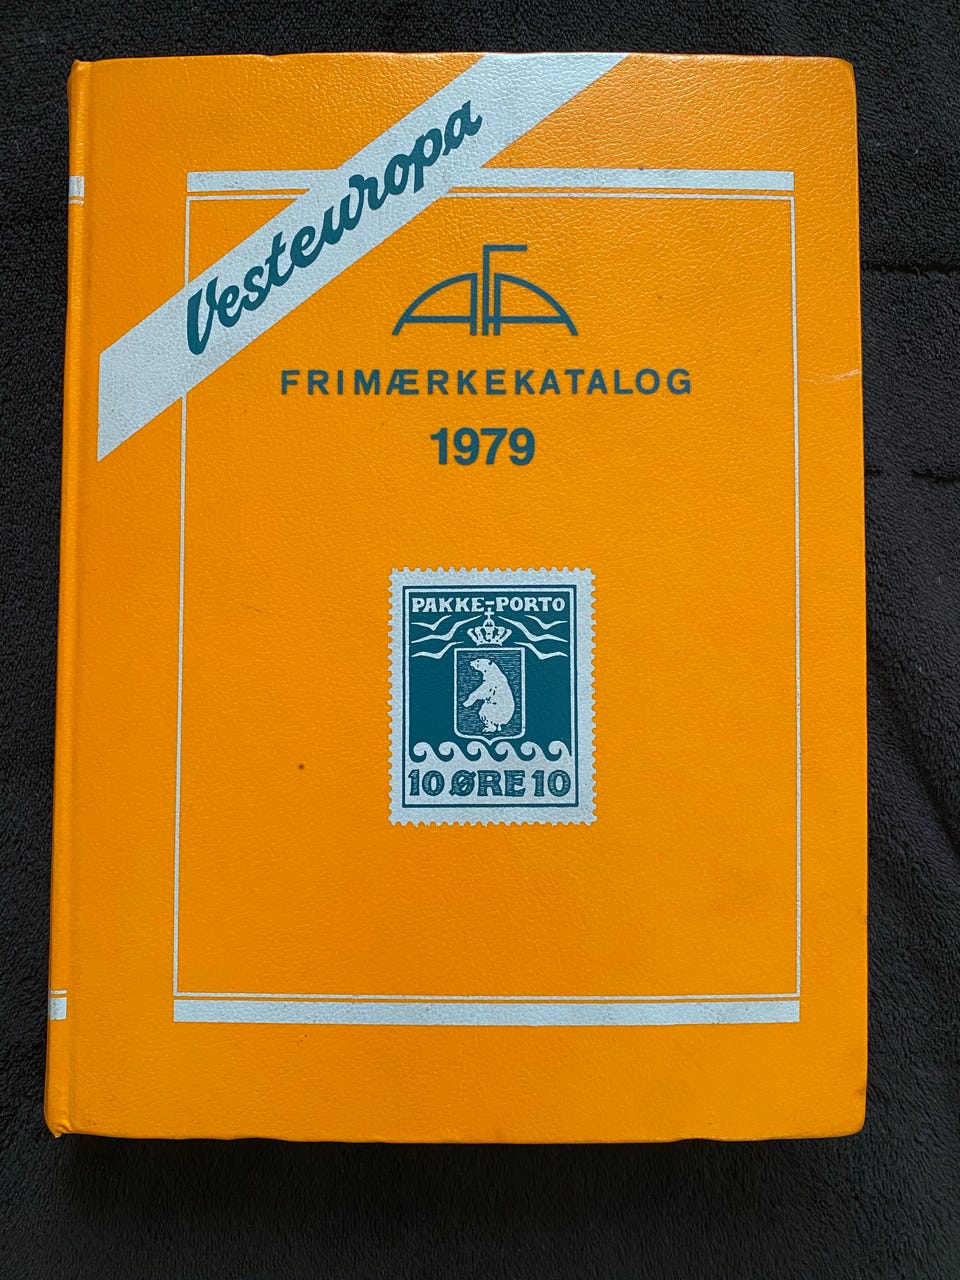 Vesteuropa
AFA
FRIMÆRKEKATALOG
1979
PAKKE-PORTO
10 ØRE 10